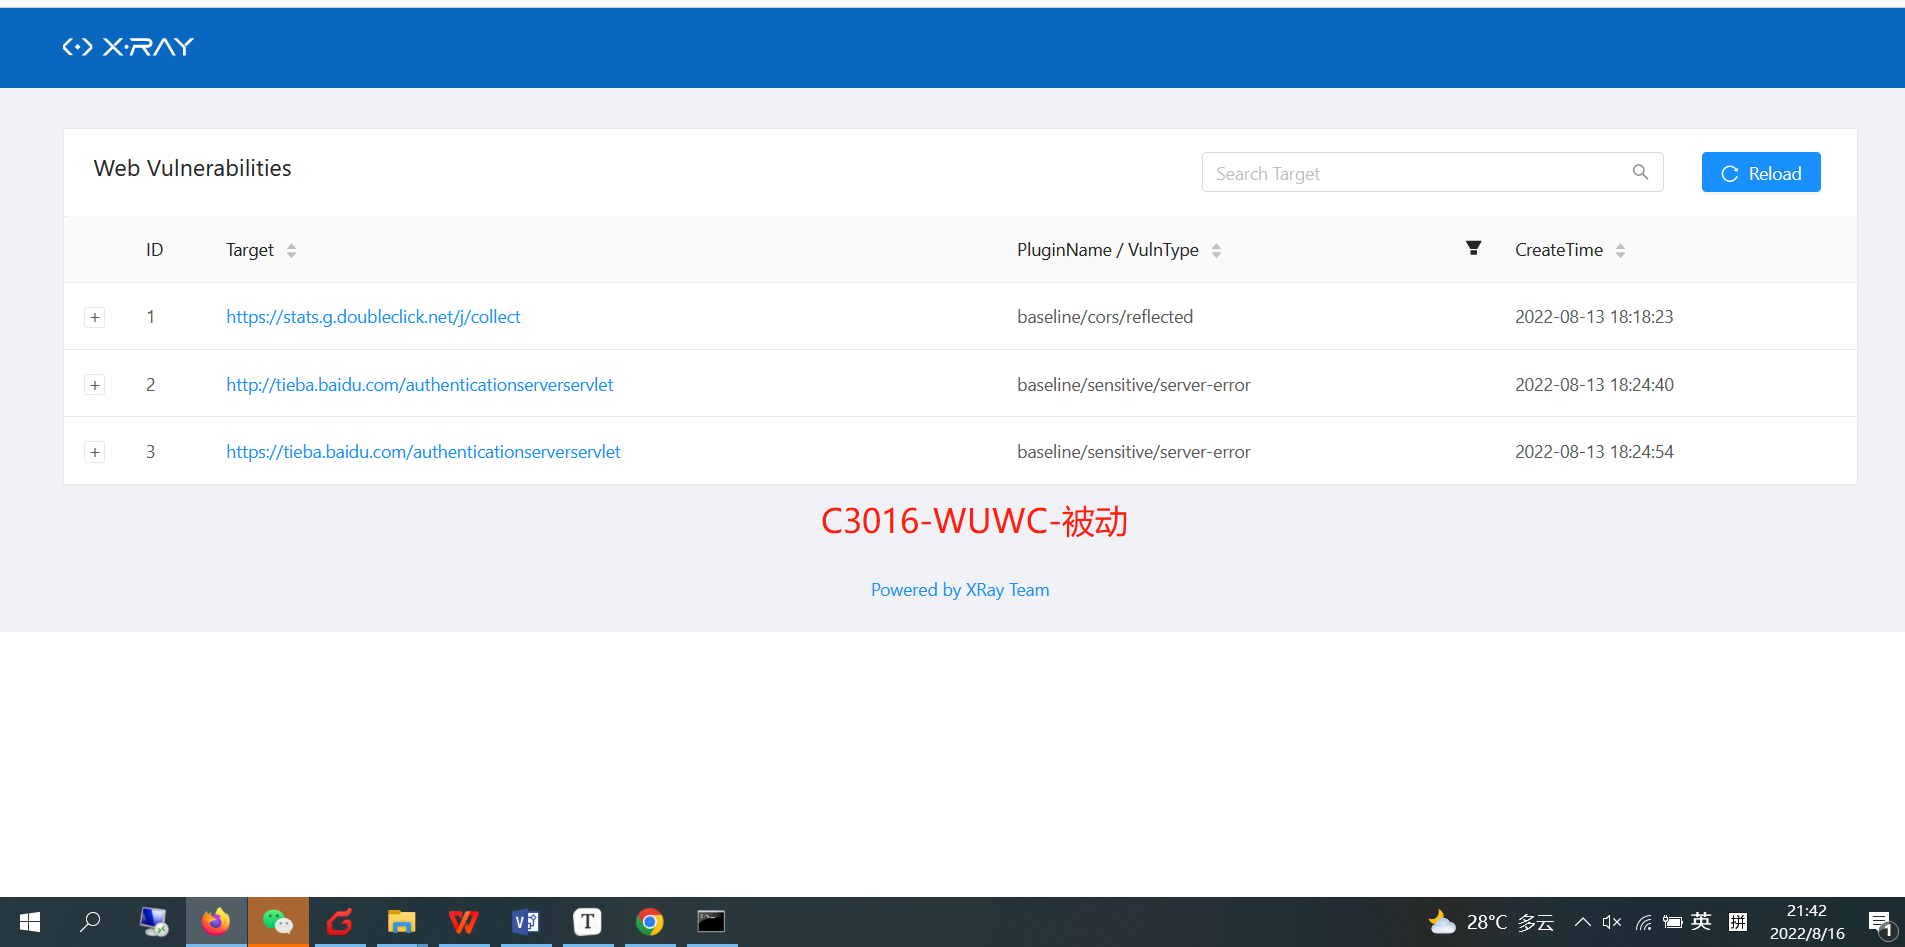 X·RAY
Web Vulnerabilities
Search Target
Reload
ID Target PluginName / VulnType CreateTime
+ 1 https://stats.g.doubleclick.net/j/collect baseline/cors/reflected 2022-08-13 18:18:23
+ 2 http://tieba.baidu.com/authenticationserverservlet baseline/sensitive/server-error 2022-08-13 18:24:40
+ 3 https://tieba.baidu.com/authenticationserverservlet baseline/sensitive/server-error 2022-08-13 18:24:54
C3016-WUWC-被动
Powered by XRay Team
28°C 多云 英 拼 21:42
2022/8/16 1